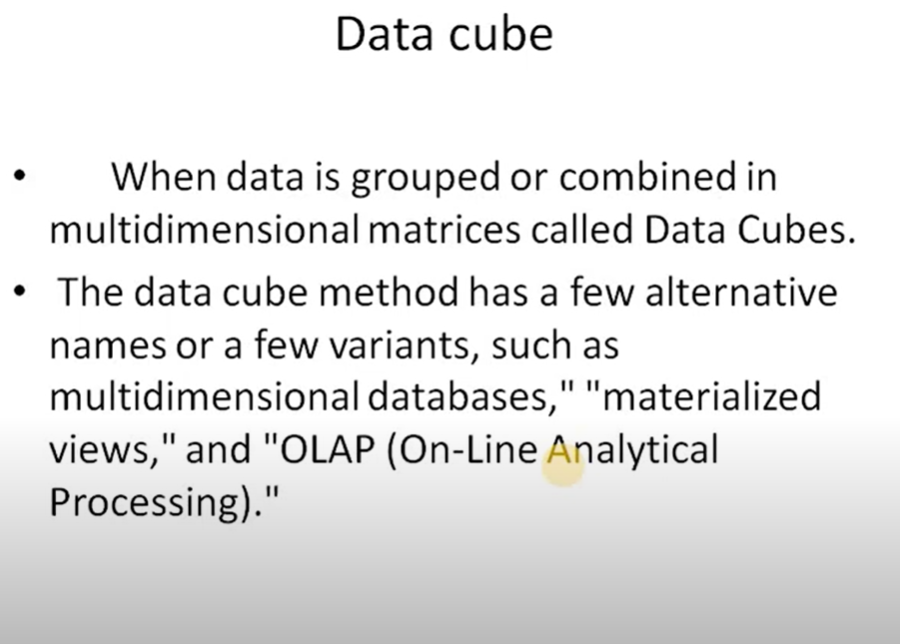 Data cube
• When data is grouped or combined in
multidimensional matrices called Data Cubes.
• The data cube method has a few alternative
names or a few variants, such as
multidimensional databases," "materialized
views," and "OLAP (On-Line Analytical
Processing)."